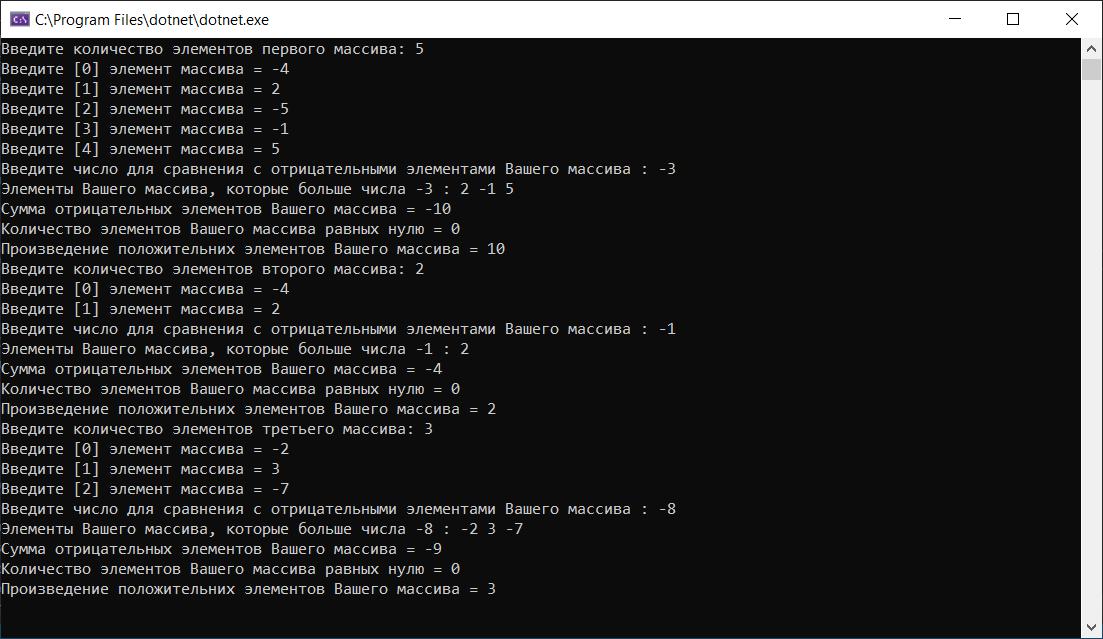 C:\Program Files\dotnet\dotnet.exe
Введите количество элементов первого массива: 5
Введите [0] элемент массива = -4
Введите [1] элемент массива = 2
Введите [2] элемент массива = -5
Введите [3] элемент массива = -1
Введите [4] элемент массива = 5
Введите число для сравнения с отрицательными элементами Вашего массива : -3
Элементы Вашего массива, которые больше числа -3 : 2 -1 5
Сумма отрицательных элементов Вашего массива = -10
Количество элементов Вашего массива равных нулю = 0
Произведение положительних элементов Вашего массива = 10
Введите количество элементов второго массива: 2
Введите [0] элемент массива = -4
Введите [1] элемент массива = 2
Введите число для сравнения с отрицательными элементами Вашего массива : -1
Элементы Вашего массива, которые больше числа -1 : 2
Сумма отрицательных элементов Вашего массива = -4
Количество элементов Вашего массива равных нулю = 0
Произведение положительних элементов Вашего массива = 2
Введите количество элементов третьего массива: 3
Введите [0] элемент массива = -2
Введите [1] элемент массива = 3
Введите [2] элемент массива = -7
Введите число для сравнения с отрицательными элементами Вашего массива : -8
Элементы Вашего массива, которые больше числа -8 : -2 3 -7
Сумма отрицательных элементов Вашего массива = -9
Количество элементов Вашего массива равных нулю = 0
Произведение положительних элементов Вашего массива = 3